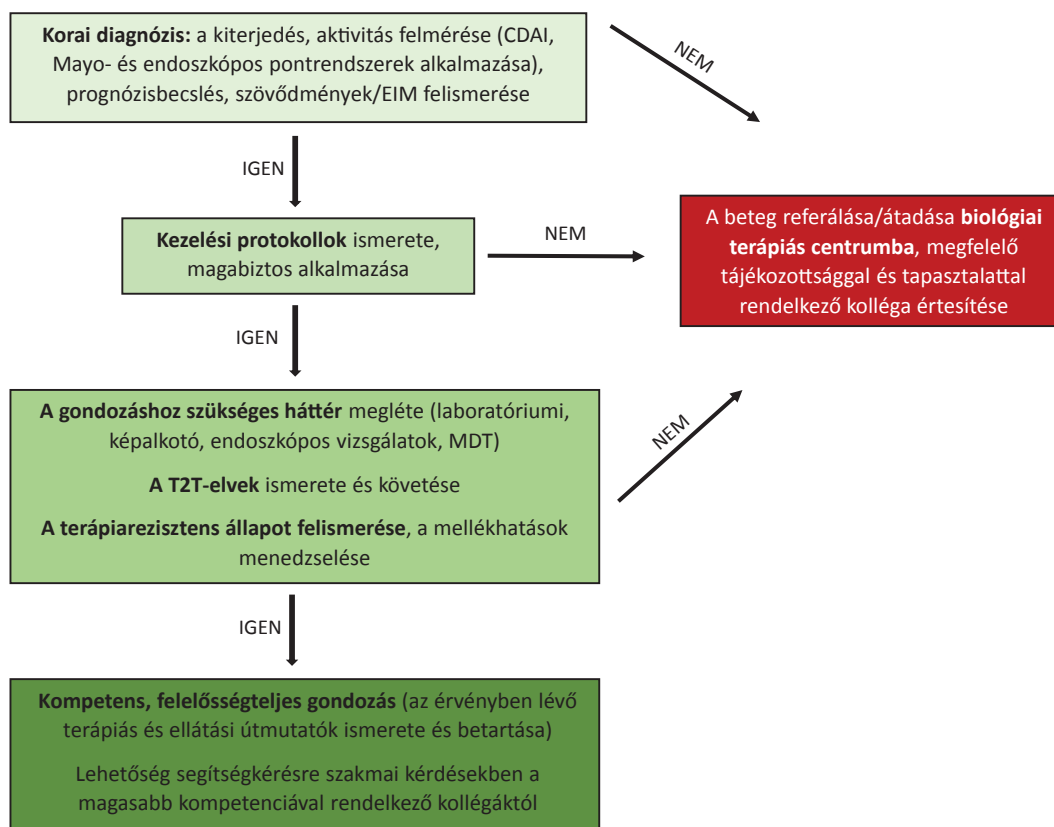 Korai diagnózis: a kiterjedés, aktivitás felmérése (CDAI,
Mayo- és endoszkópos pontrendszerek alkalmazása),
prognózisbecslés, szövődmények/EIM felismerése
NEM
IGEN
Kezelési protokollok ismerete,
magabiztos alkalmazása
NEM
A beteg referálása/átadása biológiai
terápiás centrumba, megfelelő
tájékozottsággal és tapasztalattal
rendelkező kolléga értesítése
IGEN
A gondozáshoz szükséges háttér megléte (laboratóriumi,
képalkotó, endoszkópos vizsgálatok, MDT)
A T2T-elvek ismerete és követése
A terápiarezisztens állapot felismerése, a mellékhatások
menedzselése
NEM
IGEN
Kompetens, felelősségteljes gondozás (az érvényben lévő
terápiás és ellátási útmutatók ismerete és betartása)
Lehetőség segítségkérésre szakmai kérdésekben a
magasabb kompetenciával rendelkező kollégáktól